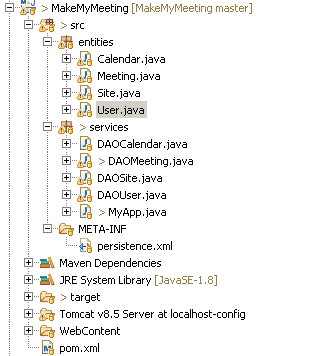 > MakeMyMeeting [MakeMyMeeting master]
> src
entities
Calendar.java
Meeting.java
Site.java
User.java
> services
DAOCalendar.java
> DAOMeeting.java
DAOSite.java
DAOUser.java
> MyApp.java
META-INF
persistence.xml
Maven Dependencies
JRE System Library [JavaSE-1.8]
> target
Tomcat v8.5 Server at localhost-config
WebContent
pom.xml